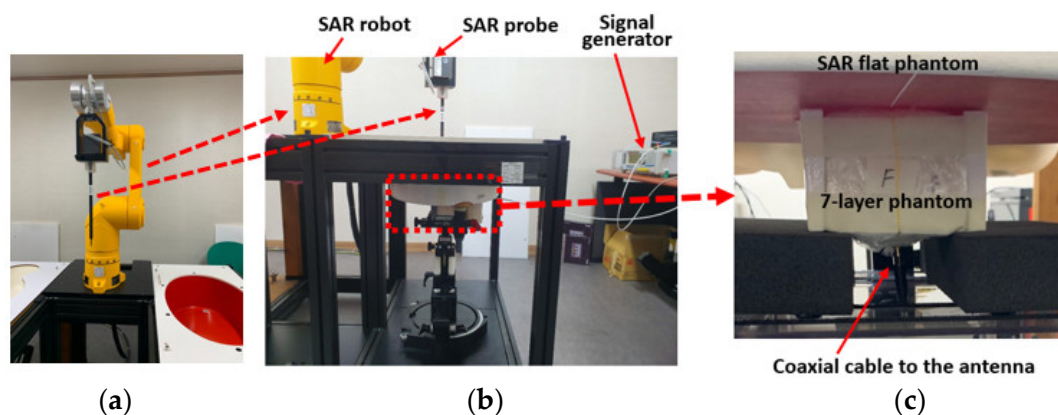 SAR robot
SAR probe
Signal
generator
SAR flat phantom
F
7-layer phantom
Coaxial cable to the antenna
(a)
(b)
(c)